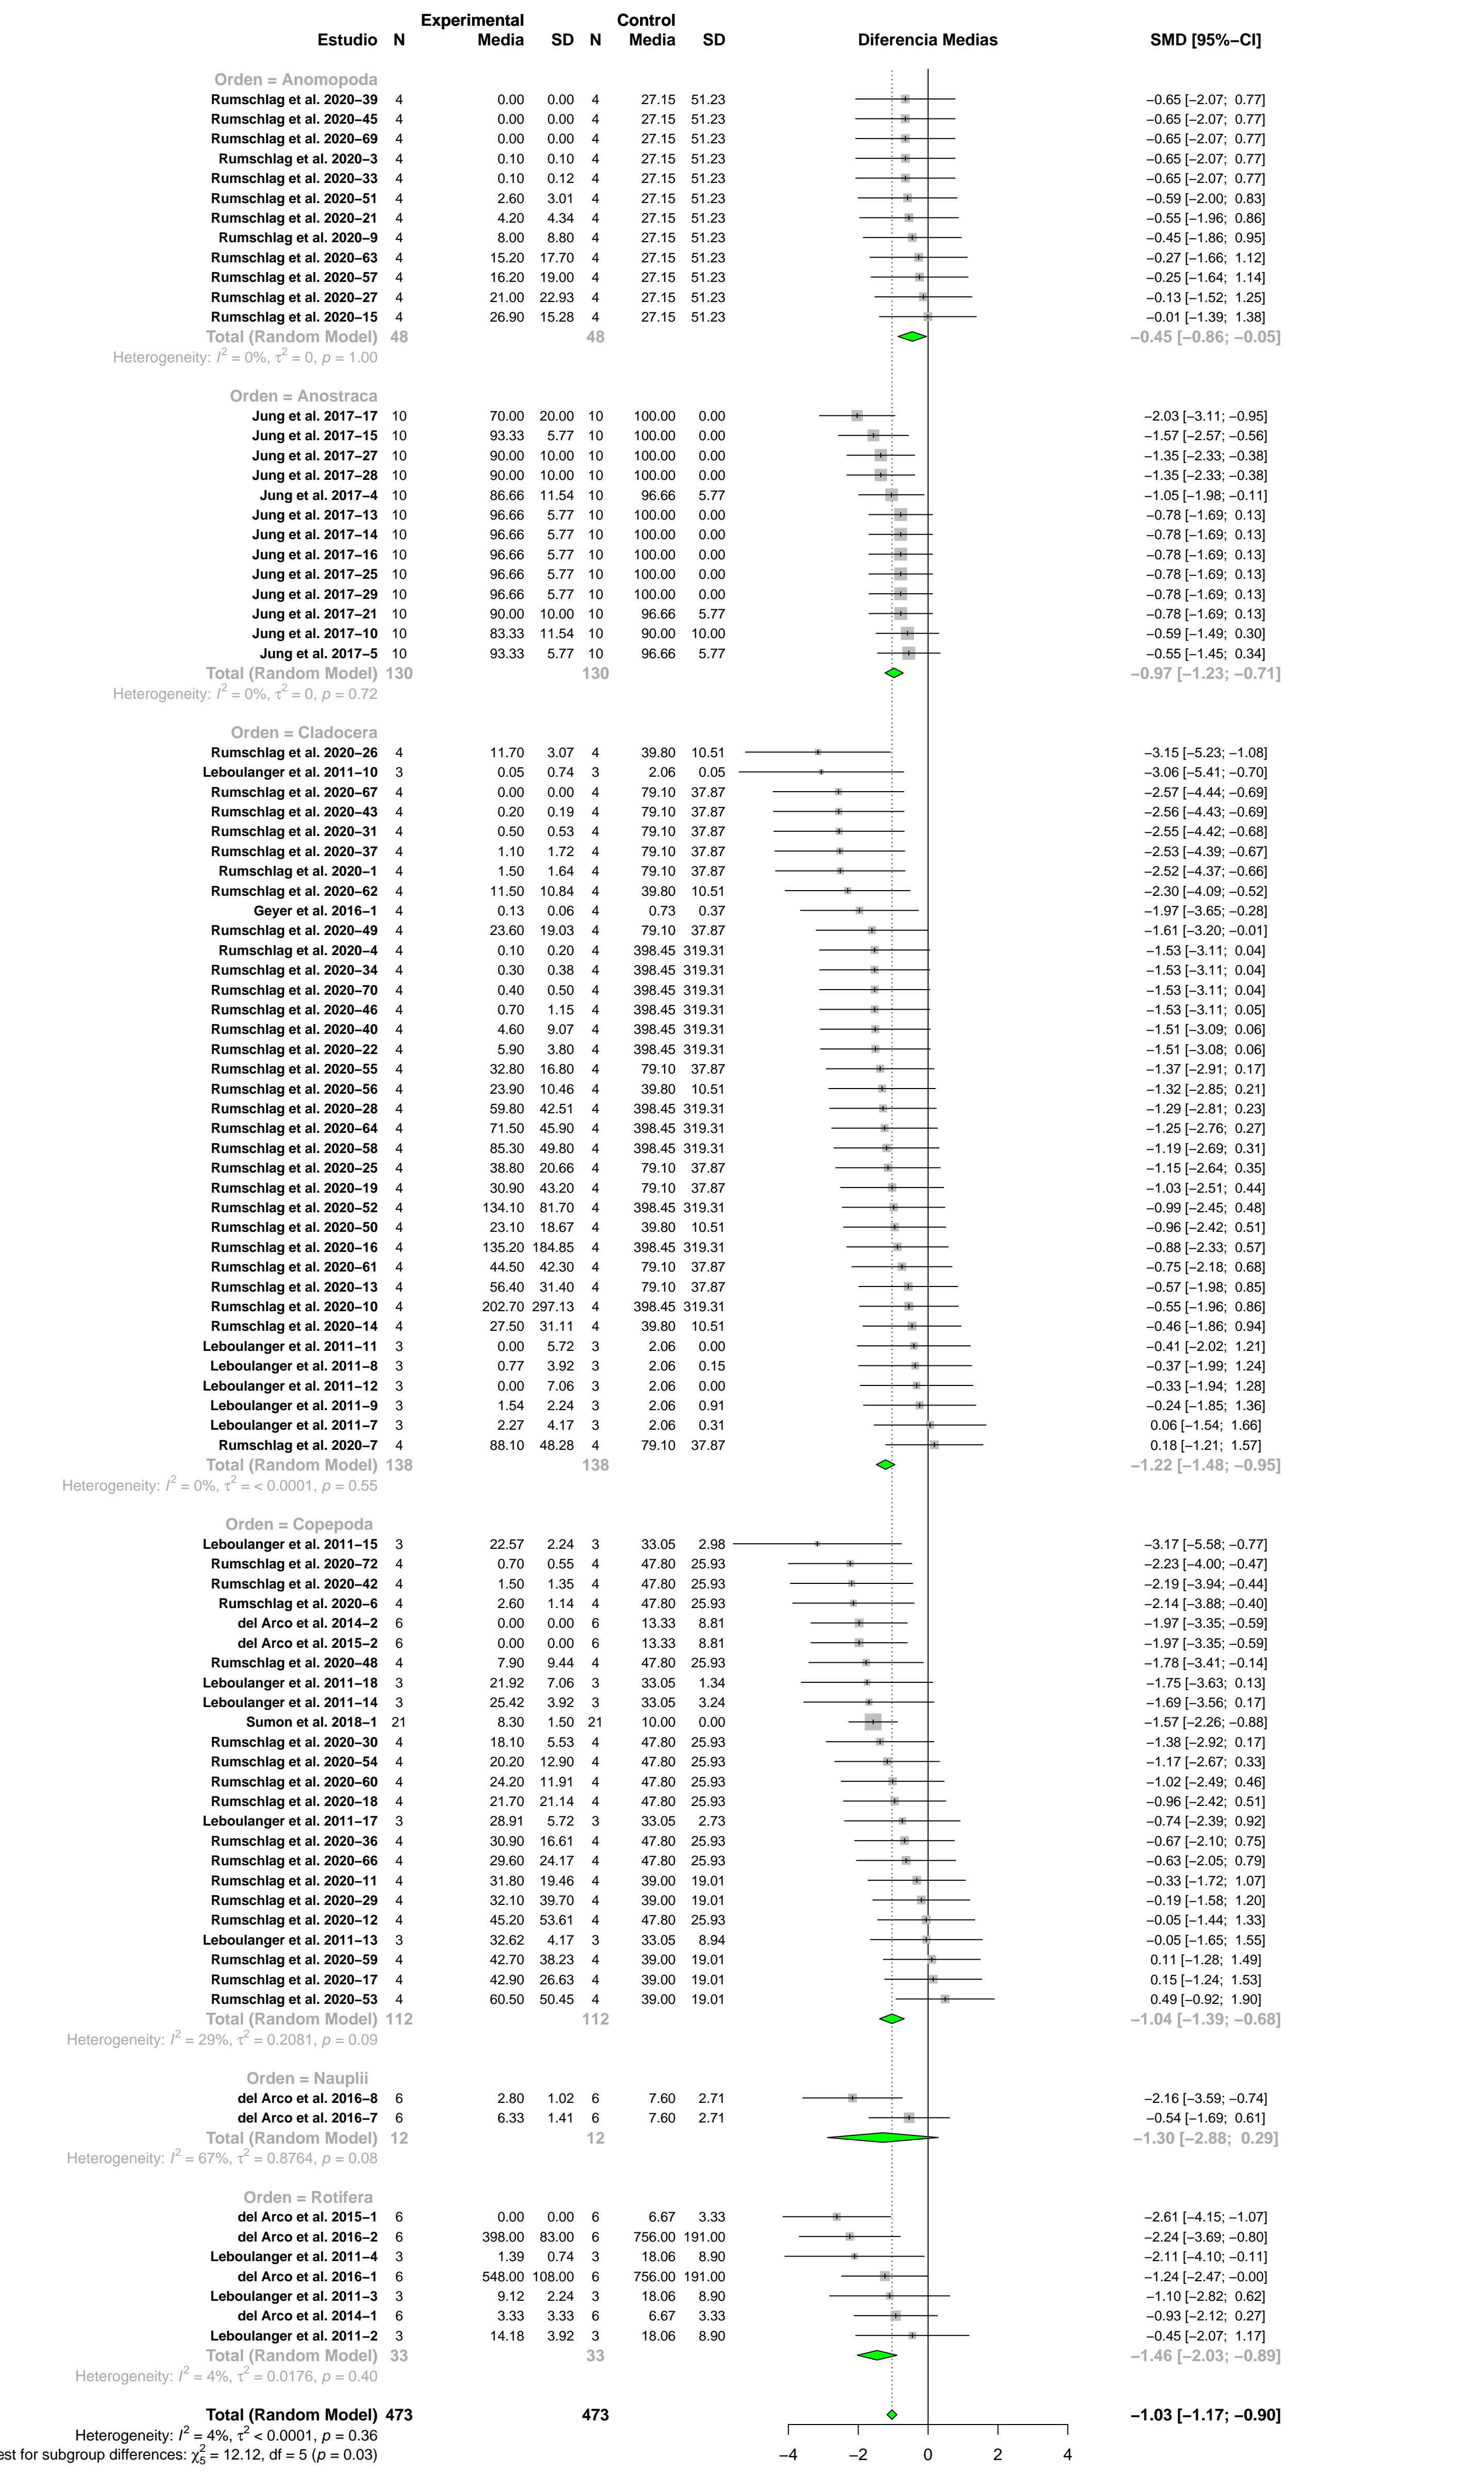 Experimental Control
Estudio N Media SD N Media SD Diferencia Medias SMD [95%−CI]
Orden = Anomopoda
Rumschlag et al. 2020−39 4 0.00 0.00 4 27.15 51.23 −0.65 [−2.07; 0.77]
Rumschlag et al. 2020−45 4 0.00 0.00 4 27.15 51.23 −0.65 [−2.07; 0.77]
Rumschlag et al. 2020−69 4 0.00 0.00 4 27.15 51.23 −0.65 [−2.07; 0.77]
Rumschlag et al. 2020−3 4 0.10 0.10 4 27.15 51.23 −0.65 [−2.07; 0.77]
Rumschlag et al. 2020−33 4 0.10 0.12 4 27.15 51.23 −0.65 [−2.07; 0.77]
Rumschlag et al. 2020−51 4 2.60 3.01 4 27.15 51.23 −0.59 [−2.00; 0.83]
Rumschlag et al. 2020−21 4 4.20 4.34 4 27.15 51.23 −0.55 [−1.96; 0.86]
Rumschlag et al. 2020−9 4 8.00 8.80 4 27.15 51.23 −0.45 [−1.86; 0.95]
Rumschlag et al. 2020−63 4 15.20 17.70 4 27.15 51.23 −0.27 [−1.66; 1.12]
Rumschlag et al. 2020−57 4 16.20 19.00 4 27.15 51.23 −0.25 [−1.64; 1.14]
Rumschlag et al. 2020−27 4 21.00 22.93 4 27.15 51.23 −0.13 [−1.52; 1.25]
Rumschlag et al. 2020−15 4 26.90 15.28 4 27.15 51.23 −0.01 [−1.39; 1.38]
Total (Random Model) 48 48 −0.45 [−0.86; −0.05]
Heterogeneity: I² = 0%, τ² = 0, p = 1.00
Orden = Anostraca
Jung et al. 2017−17 10 70.00 20.00 10 100.00 0.00 −2.03 [−3.11; −0.95]
Jung et al. 2017−15 10 93.33 5.77 10 100.00 0.00 −1.57 [−2.57; −0.56]
Jung et al. 2017−27 10 90.00 10.00 10 100.00 0.00 −1.35 [−2.33; −0.38]
Jung et al. 2017−28 10 90.00 10.00 10 100.00 0.00 −1.35 [−2.33; −0.38]
Jung et al. 2017−4 10 86.66 11.54 10 96.66 5.77 −1.05 [−1.98; −0.11]
Jung et al. 2017−13 10 96.66 5.77 10 100.00 0.00 −0.78 [−1.69; 0.13]
Jung et al. 2017−14 10 96.66 5.77 10 100.00 0.00 −0.78 [−1.69; 0.13]
Jung et al. 2017−16 10 96.66 5.77 10 100.00 0.00 −0.78 [−1.69; 0.13]
Jung et al. 2017−25 10 96.66 5.77 10 100.00 0.00 −0.78 [−1.69; 0.13]
Jung et al. 2017−29 10 96.66 5.77 10 100.00 0.00 −0.78 [−1.69; 0.13]
Jung et al. 2017−21 10 90.00 10.00 10 96.66 5.77 −0.78 [−1.69; 0.13]
Jung et al. 2017−10 10 83.33 11.54 10 90.00 10.00 −0.59 [−1.49; 0.30]
Jung et al. 2017−5 10 93.33 5.77 10 96.66 5.77 −0.55 [−1.45; 0.34]
Total (Random Model) 130 130 −0.97 [−1.23; −0.71]
Heterogeneity: I² = 0%, τ² = 0, p = 0.72
Orden = Cladocera
Rumschlag et al. 2020−26 4 11.70 3.07 4 39.80 10.51 −3.15 [−5.23; −1.08]
Leboulanger et al. 2011−10 3 0.05 0.74 3 2.06 0.05 −3.06 [−5.41; −0.70]
Rumschlag et al. 2020−67 4 0.00 0.00 4 79.10 37.87 −2.57 [−4.44; −0.69]
Rumschlag et al. 2020−43 4 0.20 0.19 4 79.10 37.87 −2.56 [−4.43; −0.69]
Rumschlag et al. 2020−31 4 0.50 0.53 4 79.10 37.87 −2.55 [−4.42; −0.68]
Rumschlag et al. 2020−37 4 1.10 1.72 4 79.10 37.87 −2.53 [−4.39; −0.67]
Rumschlag et al. 2020−1 4 1.50 1.64 4 79.10 37.87 −2.52 [−4.37; −0.66]
Rumschlag et al. 2020−62 4 11.50 10.84 4 39.80 10.51 −2.30 [−4.09; −0.52]
Geyer et al. 2016−1 4 0.13 0.06 4 0.73 0.37 −1.97 [−3.65; −0.28]
Rumschlag et al. 2020−49 4 23.60 19.03 4 79.10 37.87 −1.61 [−3.20; −0.01]
Rumschlag et al. 2020−4 4 0.10 0.20 4 398.45 319.31 −1.53 [−3.11; 0.04]
Rumschlag et al. 2020−34 4 0.30 0.38 4 398.45 319.31 −1.53 [−3.11; 0.04]
Rumschlag et al. 2020−70 4 0.40 0.50 4 398.45 319.31 −1.53 [−3.11; 0.04]
Rumschlag et al. 2020−46 4 0.70 1.15 4 398.45 319.31 −1.53 [−3.11; 0.05]
Rumschlag et al. 2020−40 4 4.60 9.07 4 398.45 319.31 −1.51 [−3.09; 0.06]
Rumschlag et al. 2020−22 4 5.90 3.80 4 398.45 319.31 −1.51 [−3.08; 0.06]
Rumschlag et al. 2020−55 4 32.80 16.80 4 79.10 37.87 −1.37 [−2.91; 0.17]
Rumschlag et al. 2020−56 4 23.90 10.46 4 39.80 10.51 −1.32 [−2.85; 0.21]
Rumschlag et al. 2020−28 4 59.80 42.51 4 398.45 319.31 −1.29 [−2.81; 0.23]
Rumschlag et al. 2020−64 4 71.50 45.90 4 398.45 319.31 −1.25 [−2.76; 0.27]
Rumschlag et al. 2020−58 4 85.30 49.80 4 398.45 319.31 −1.19 [−2.69; 0.31]
Rumschlag et al. 2020−25 4 38.80 20.66 4 79.10 37.87 −1.15 [−2.64; 0.35]
Rumschlag et al. 2020−19 4 30.90 43.20 4 79.10 37.87 −1.03 [−2.51; 0.44]
Rumschlag et al. 2020−52 4 134.10 81.70 4 398.45 319.31 −0.99 [−2.45; 0.48]
Rumschlag et al. 2020−50 4 23.10 18.67 4 39.80 10.51 −0.96 [−2.42; 0.51]
Rumschlag et al. 2020−16 4 135.20 184.85 4 398.45 319.31 −0.88 [−2.33; 0.57]
Rumschlag et al. 2020−61 4 44.50 42.30 4 79.10 37.87 −0.75 [−2.18; 0.68]
Rumschlag et al. 2020−13 4 56.40 31.40 4 79.10 37.87 −0.57 [−1.98; 0.85]
Rumschlag et al. 2020−10 4 202.70 297.13 4 398.45 319.31 −0.55 [−1.96; 0.86]
Rumschlag et al. 2020−14 4 27.50 31.11 4 39.80 10.51 −0.46 [−1.86; 0.94]
Leboulanger et al. 2011−11 3 0.00 5.72 3 2.06 0.00 −0.41 [−2.02; 1.21]
Leboulanger et al. 2011−8 3 0.77 3.92 3 2.06 0.15 −0.37 [−1.99; 1.24]
Leboulanger et al. 2011−12 3 0.00 7.06 3 2.06 0.00 −0.33 [−1.94; 1.28]
Leboulanger et al. 2011−9 3 1.54 2.24 3 2.06 0.91 −0.24 [−1.85; 1.36]
Leboulanger et al. 2011−7 3 2.27 4.17 3 2.06 0.31 0.06 [−1.54; 1.66]
Rumschlag et al. 2020−7 4 88.10 48.28 4 79.10 37.87 0.18 [−1.21; 1.57]
Total (Random Model) 138 138 −1.22 [−1.48; −0.95]
Heterogeneity: I² = 0%, τ² = < 0.0001, p = 0.55
Orden = Copepoda
Leboulanger et al. 2011−15 3 22.57 2.24 3 33.05 2.98 −3.17 [−5.58; −0.77]
Rumschlag et al. 2020−72 4 0.70 0.55 4 47.80 25.93 −2.23 [−4.00; −0.47]
Rumschlag et al. 2020−42 4 1.50 1.35 4 47.80 25.93 −2.19 [−3.94; −0.44]
Rumschlag et al. 2020−6 4 2.60 1.14 4 47.80 25.93 −2.14 [−3.88; −0.40]
del Arco et al. 2014−2 6 0.00 0.00 6 13.33 8.81 −1.97 [−3.35; −0.59]
del Arco et al. 2015−2 6 0.00 0.00 6 13.33 8.81 −1.97 [−3.35; −0.59]
Rumschlag et al. 2020−48 4 7.90 9.44 4 47.80 25.93 −1.78 [−3.41; −0.14]
Leboulanger et al. 2011−18 3 21.92 7.06 3 33.05 1.34 −1.75 [−3.63; 0.13]
Leboulanger et al. 2011−14 3 25.42 3.92 3 33.05 3.24 −1.69 [−3.56; 0.17]
Sumon et al. 2018−1 21 8.30 1.50 21 10.00 0.00 −1.57 [−2.26; −0.88]
Rumschlag et al. 2020−30 4 18.10 5.53 4 47.80 25.93 −1.38 [−2.92; 0.17]
Rumschlag et al. 2020−54 4 20.20 12.90 4 47.80 25.93 −1.17 [−2.67; 0.33]
Rumschlag et al. 2020−60 4 24.20 11.91 4 47.80 25.93 −1.02 [−2.49; 0.46]
Rumschlag et al. 2020−18 4 21.70 21.14 4 47.80 25.93 −0.96 [−2.42; 0.51]
Leboulanger et al. 2011−17 3 28.91 5.72 3 33.05 2.73 −0.74 [−2.39; 0.92]
Rumschlag et al. 2020−36 4 30.90 16.61 4 47.80 25.93 −0.67 [−2.10; 0.75]
Rumschlag et al. 2020−66 4 29.60 24.17 4 47.80 25.93 −0.63 [−2.05; 0.79]
Rumschlag et al. 2020−11 4 31.80 19.46 4 39.00 19.01 −0.33 [−1.72; 1.07]
Rumschlag et al. 2020−29 4 32.10 39.70 4 39.00 19.01 −0.19 [−1.58; 1.20]
Rumschlag et al. 2020−12 4 45.20 53.61 4 47.80 25.93 −0.05 [−1.44; 1.33]
Leboulanger et al. 2011−13 3 32.62 4.17 3 33.05 8.94 −0.05 [−1.65; 1.55]
Rumschlag et al. 2020−59 4 42.70 38.23 4 39.00 19.01 0.11 [−1.28; 1.49]
Rumschlag et al. 2020−17 4 42.90 26.63 4 39.00 19.01 0.15 [−1.24; 1.53]
Rumschlag et al. 2020−53 4 60.50 50.45 4 39.00 19.01 0.49 [−0.92; 1.90]
Total (Random Model) 112 112 −1.04 [−1.39; −0.68]
Heterogeneity: I² = 29%, τ² = 0.2081, p = 0.09
Orden = Nauplii
del Arco et al. 2016−8 6 2.80 1.02 6 7.60 2.71 −2.16 [−3.59; −0.74]
del Arco et al. 2016−7 6 6.33 1.41 6 7.60 2.71 −0.54 [−1.69; 0.61]
Total (Random Model) 12 12 −1.30 [−2.88; 0.29]
Heterogeneity: I² = 67%, τ² = 0.8764, p = 0.08
Orden = Rotifera
del Arco et al. 2015−1 6 0.00 0.00 6 6.67 3.33 −2.61 [−4.15; −1.07]
del Arco et al. 2016−2 6 398.00 83.00 6 756.00 191.00 −2.24 [−3.69; −0.80]
Leboulanger et al. 2011−4 3 1.39 0.74 3 18.06 8.90 −2.11 [−4.10; −0.11]
del Arco et al. 2016−1 6 548.00 108.00 6 756.00 191.00 −1.24 [−2.47; −0.00]
Leboulanger et al. 2011−3 3 9.12 2.24 3 18.06 8.90 −1.10 [−2.82; 0.62]
del Arco et al. 2014−1 6 3.33 3.33 6 6.67 3.33 −0.93 [−2.12; 0.27]
Leboulanger et al. 2011−2 3 14.18 3.92 3 18.06 8.90 −0.45 [−2.07; 1.17]
Total (Random Model) 33 33 −1.46 [−2.03; −0.89]
Heterogeneity: I² = 4%, τ² = 0.0176, p = 0.40
Total (Random Model) 473 473 −1.03 [−1.17; −0.90]
Heterogeneity: I² = 4%, τ² < 0.0001, p = 0.36
est for subgroup differences: χ²₅ = 12.12, df = 5 (p = 0.03)
−4 −2 0 2 4